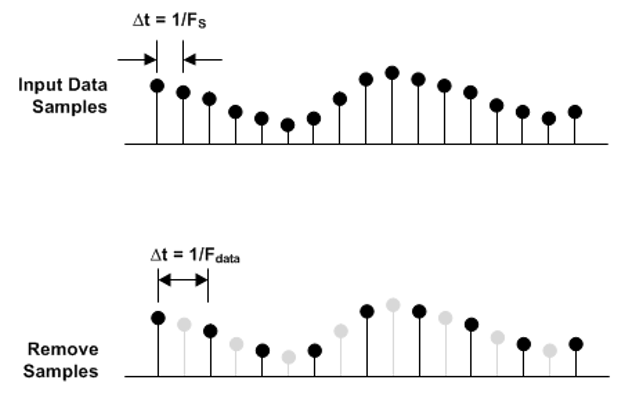 Δt = 1/FS
Input Data
Samples
Δt = 1/Fdata
Remove
Samples